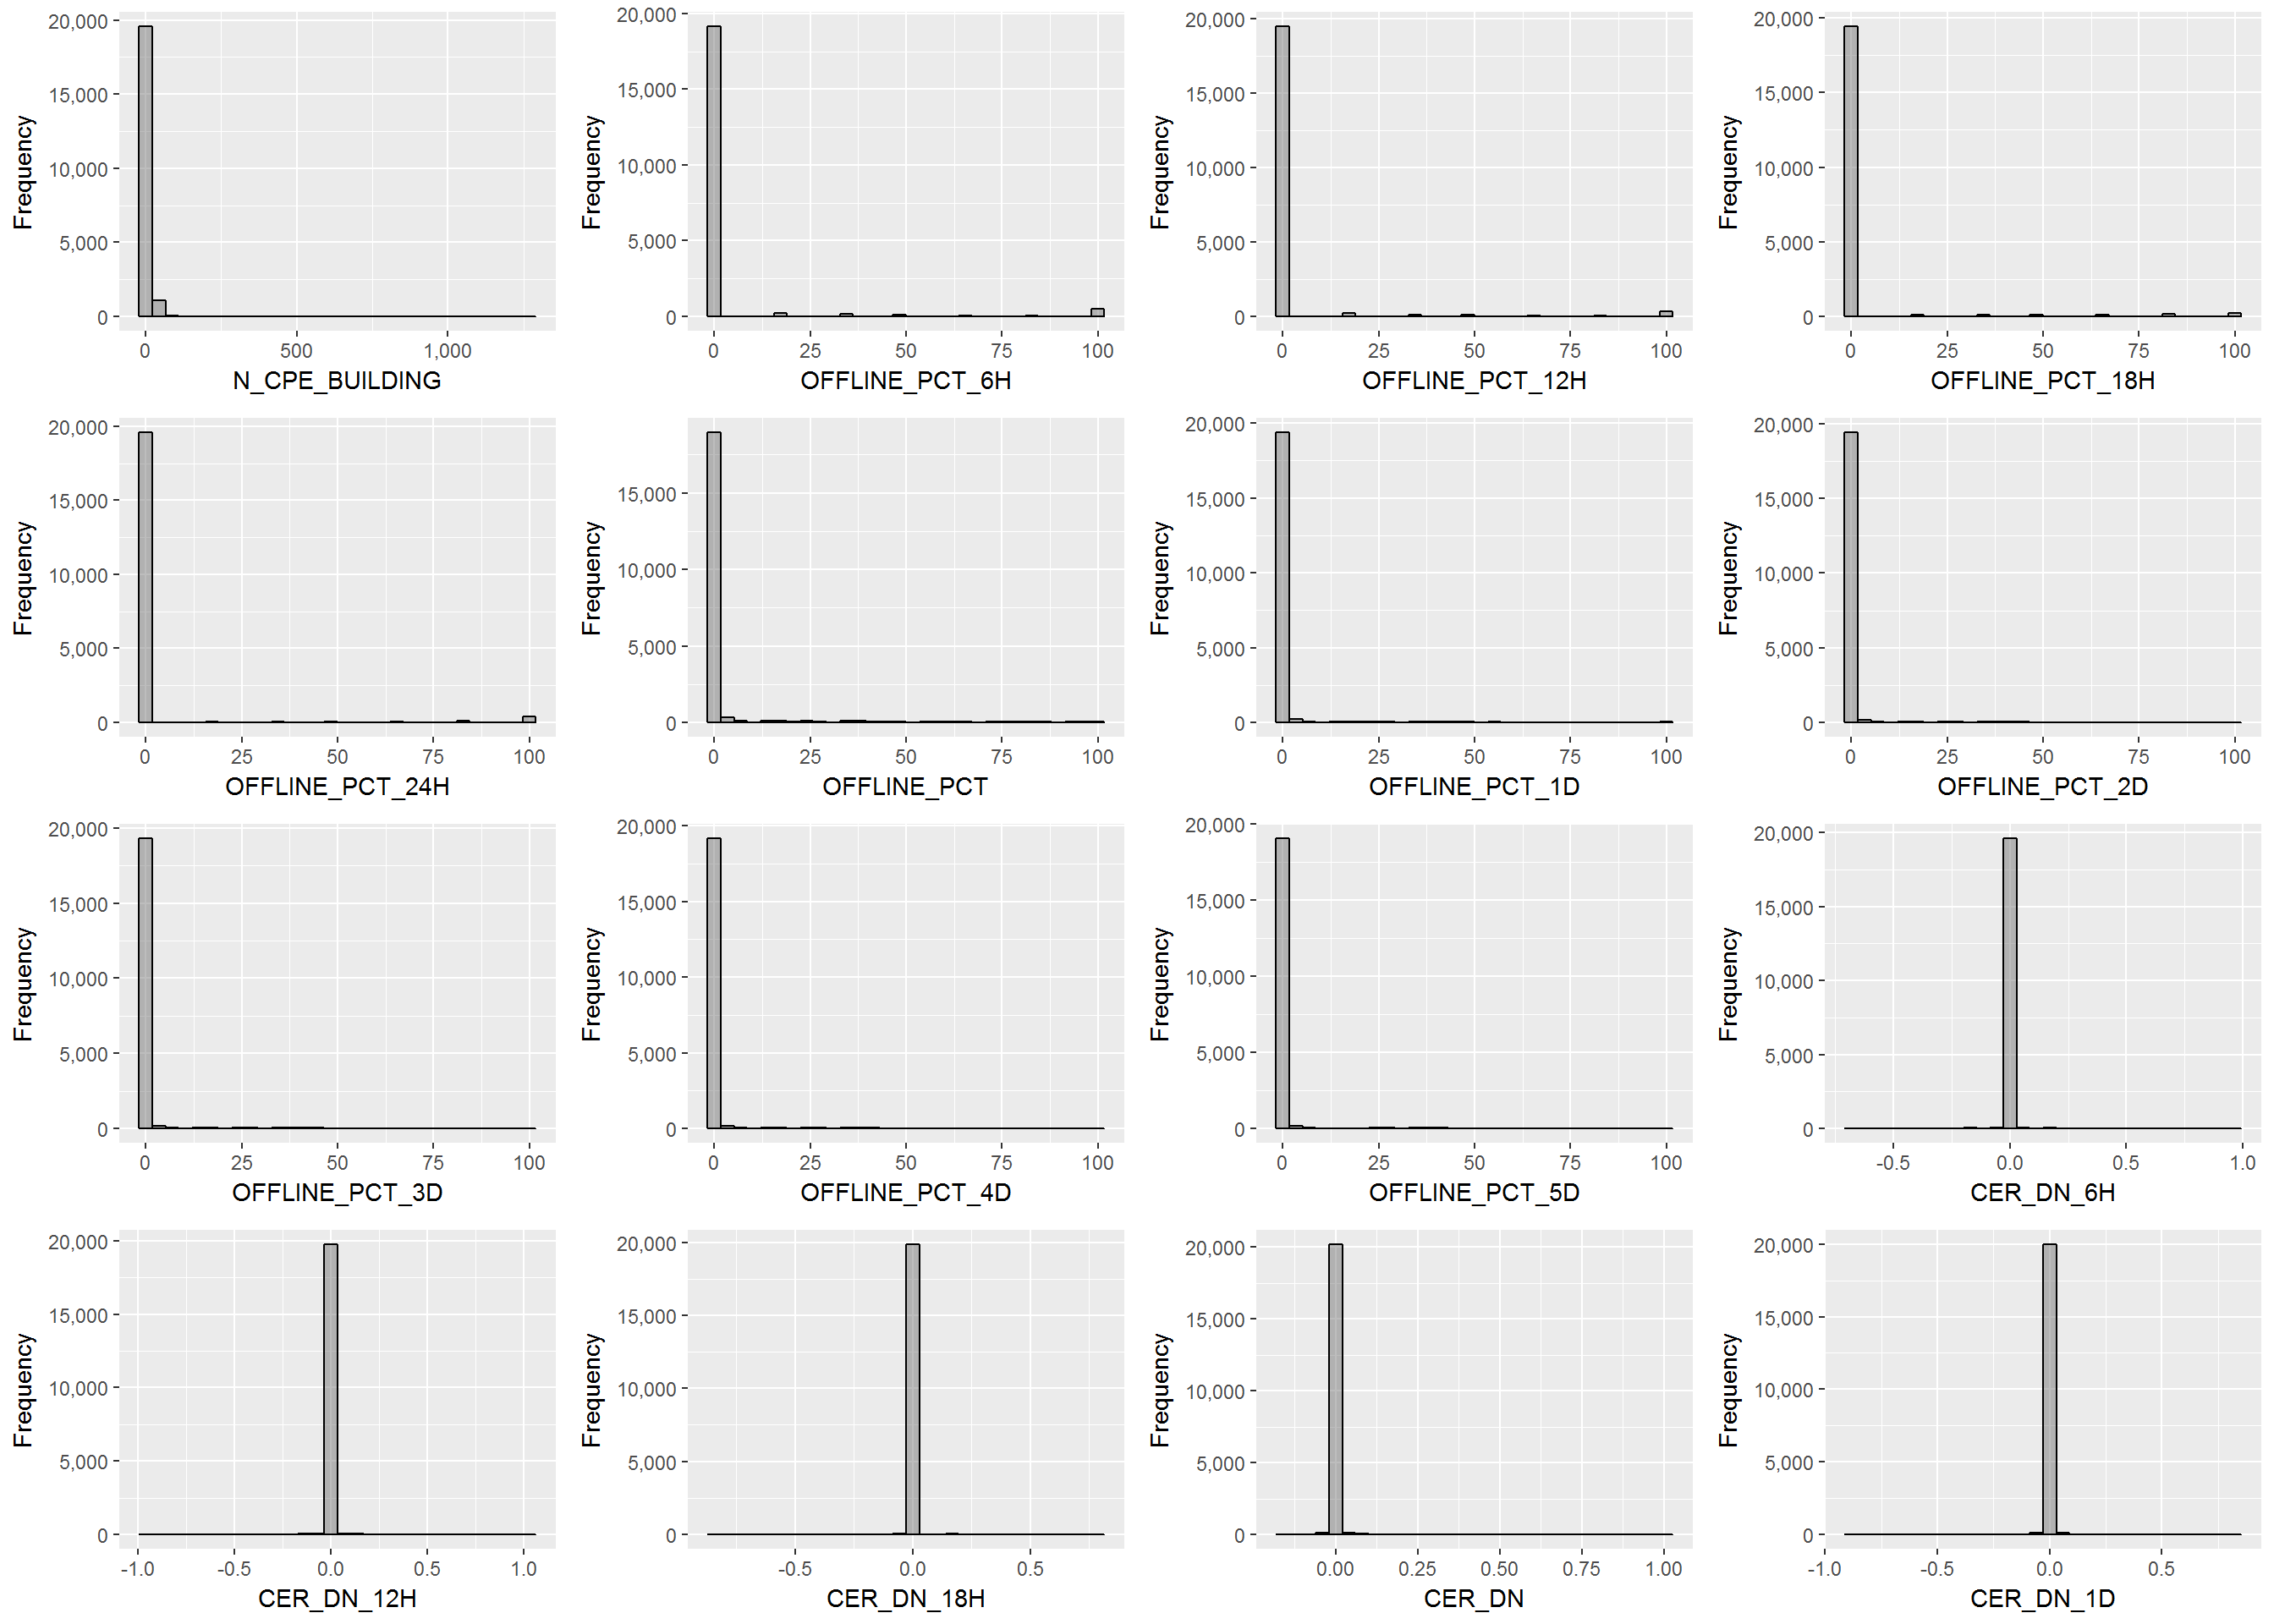 20,000
15,000
10,000
5,000
0
Frequency
0 500 1,000
N_CPE_BUILDING
20,000
15,000
10,000
5,000
0
Frequency
0 25 50 75 100
OFFLINE_PCT_6H
20,000
15,000
10,000
5,000
0
Frequency
0 25 50 75 100
OFFLINE_PCT_12H
20,000
15,000
10,000
5,000
0
Frequency
0 25 50 75 100
OFFLINE_PCT_18H
20,000
15,000
10,000
5,000
0
Frequency
0 25 50 75 100
OFFLINE_PCT_24H
15,000
10,000
5,000
0
Frequency
0 25 50 75 100
OFFLINE_PCT
20,000
15,000
10,000
5,000
0
Frequency
0 25 50 75 100
OFFLINE_PCT_1D
20,000
15,000
10,000
5,000
0
Frequency
0 25 50 75 100
OFFLINE_PCT_2D
20,000
15,000
10,000
5,000
0
Frequency
0 25 50 75 100
OFFLINE_PCT_3D
20,000
15,000
10,000
5,000
0
Frequency
0 25 50 75 100
OFFLINE_PCT_4D
20,000
15,000
10,000
5,000
0
Frequency
0 25 50 75 100
OFFLINE_PCT_5D
20,000
15,000
10,000
5,000
0
Frequency
-0.5 0.0 0.5 1.0
CER_DN_6H
20,000
15,000
10,000
5,000
0
Frequency
-1.0 -0.5 0.0 0.5 1.0
CER_DN_12H
20,000
15,000
10,000
5,000
0
Frequency
-0.5 0.0 0.5
CER_DN_18H
20,000
15,000
10,000
5,000
0
Frequency
0.00 0.25 0.50 0.75 1.00
CER_DN
20,000
15,000
10,000
5,000
0
Frequency
-1.0 -0.5 0.0 0.5
CER_DN_1D